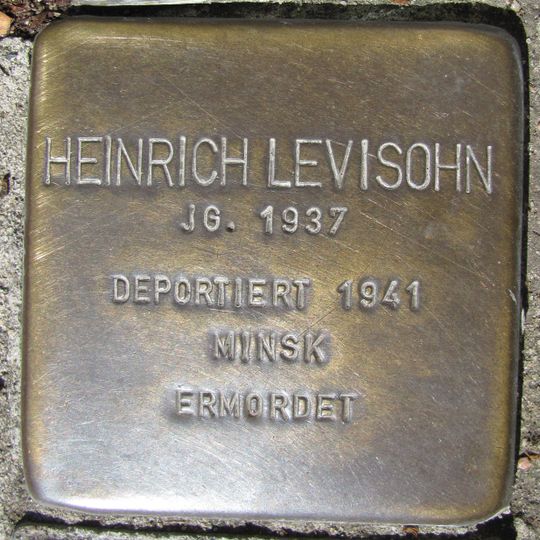 HEINRICH LEVISOHN
JG. 1937
DEPORTIERT 1941
MINSK
ERMORDET